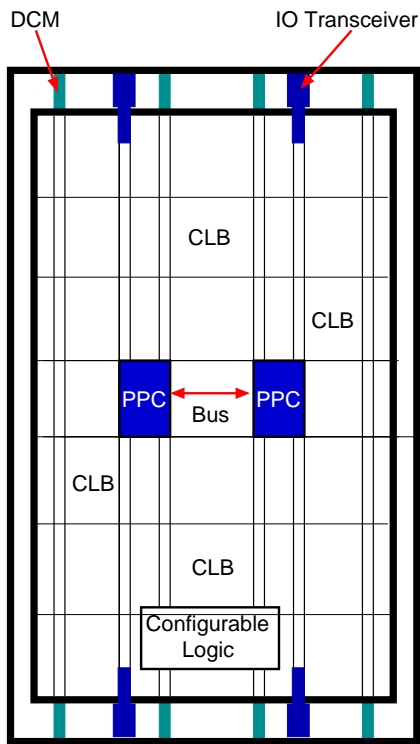 DCM
IO Transceiver
CLB
CLB
PPC
PPC
Bus
CLB
CLB
Configurable
Logic